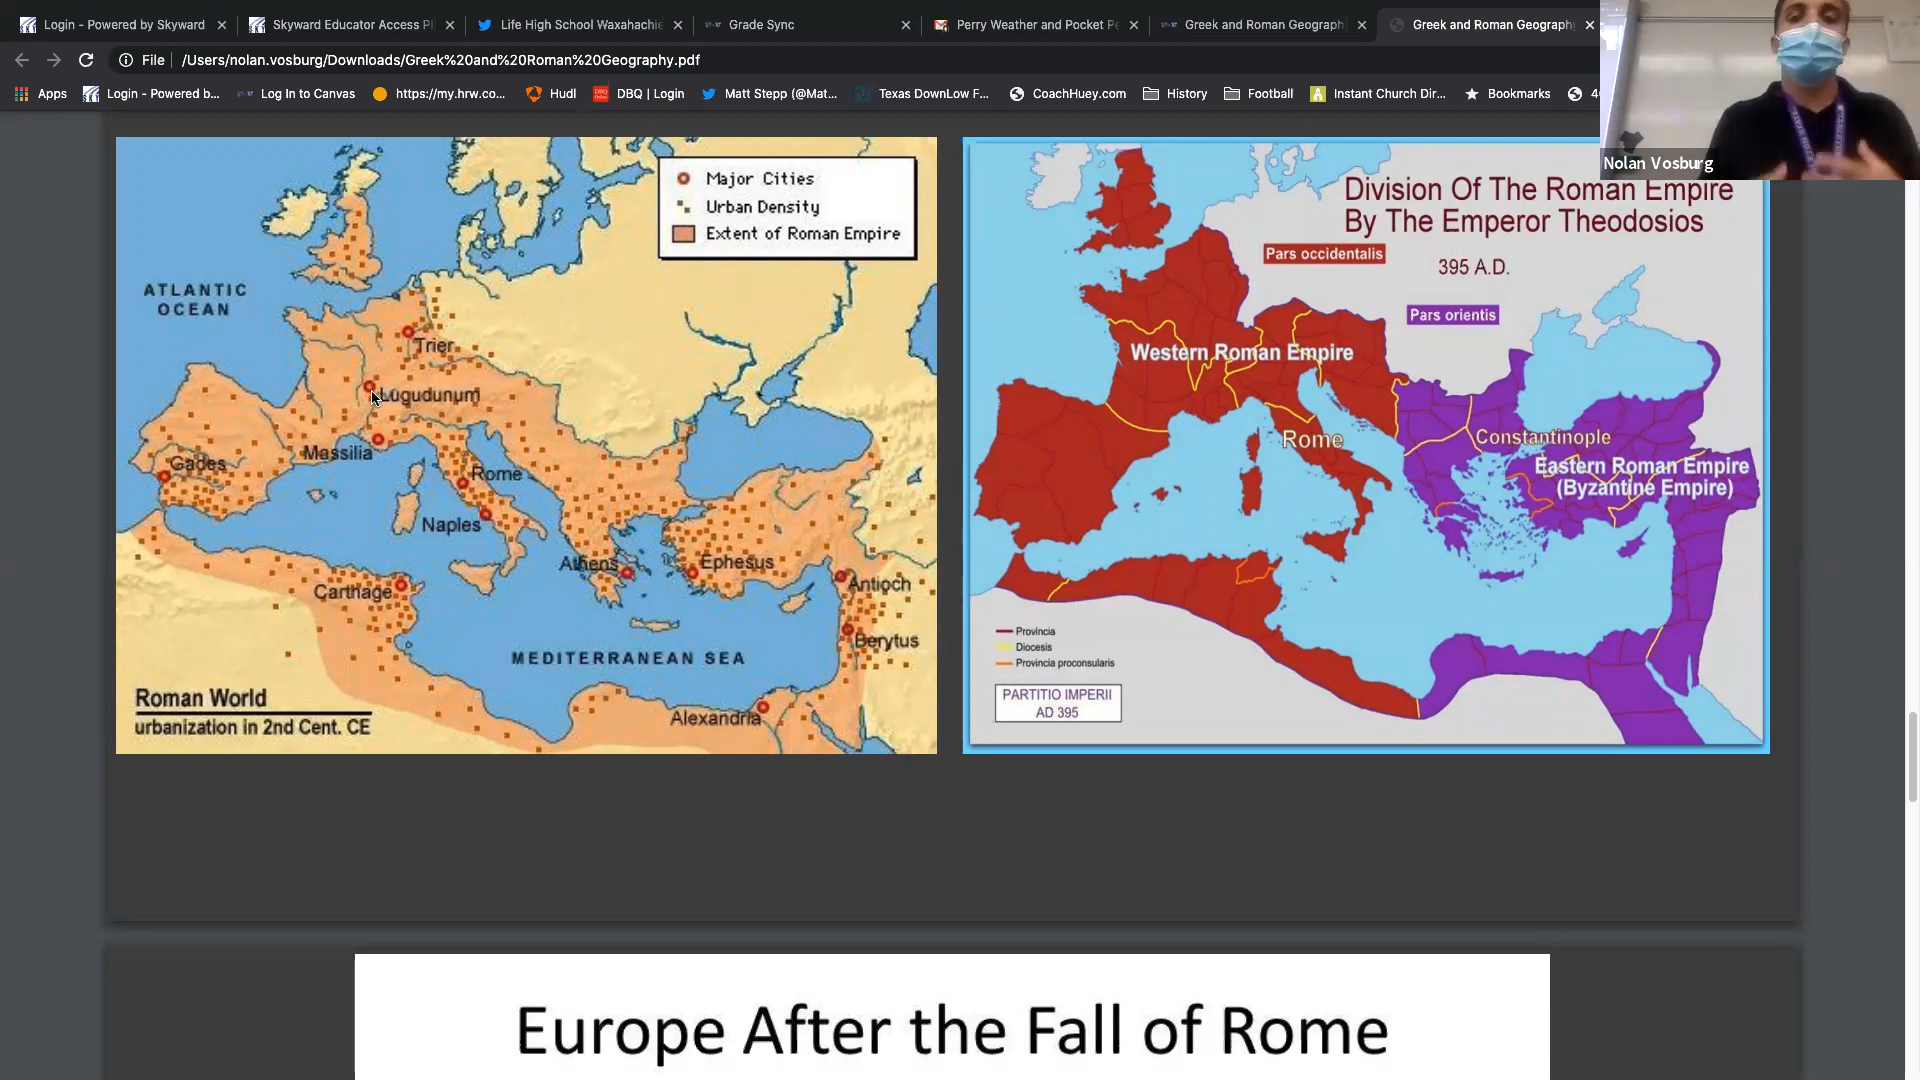 Login - Powered by Skyward
Skyward Educator Access Pl
Life High School Waxahachie
Grade Sync
Perry Weather and Pocket Pe
Greek and Roman Geograph
Greek and Roman Geography
File /Users/nolan.vosburg/Downloads/Greek%20and%20Roman%20Geography.pdf
Apps
Login - Powered b...
Log In to Canvas
https://my.hrw.co...
Hudl
DBQ | Login
Matt Stepp (@Mat...
Texas DownLow F...
CoachHuey.com
History
Football
Instant Church Dir...
Bookmarks
Nolan Vosburg
Major Cities
Urban Density
Extent of Roman Empire
ATLANTIC
OCEAN
Trier
Lugudunum
Massilia
Gades
Rome
Naples
Athens
Ephesus
Antioch
Carthage
Berytus
MEDITERRANEAN SEA
Alexandria
Roman World
urbanization in 2nd Cent. CE
Division Of The Roman Empire
By The Emperor Theodosios
395 A.D.
Pars occidentalis
Pars orientis
Western Roman Empire
Rome
Constantinople
Eastern Roman Empire
(Byzantine Empire)
Provincia
Diocesis
Provincia proconsularis
PARTITIO IMPERII
AD 395
Europe After the Fall of Rome